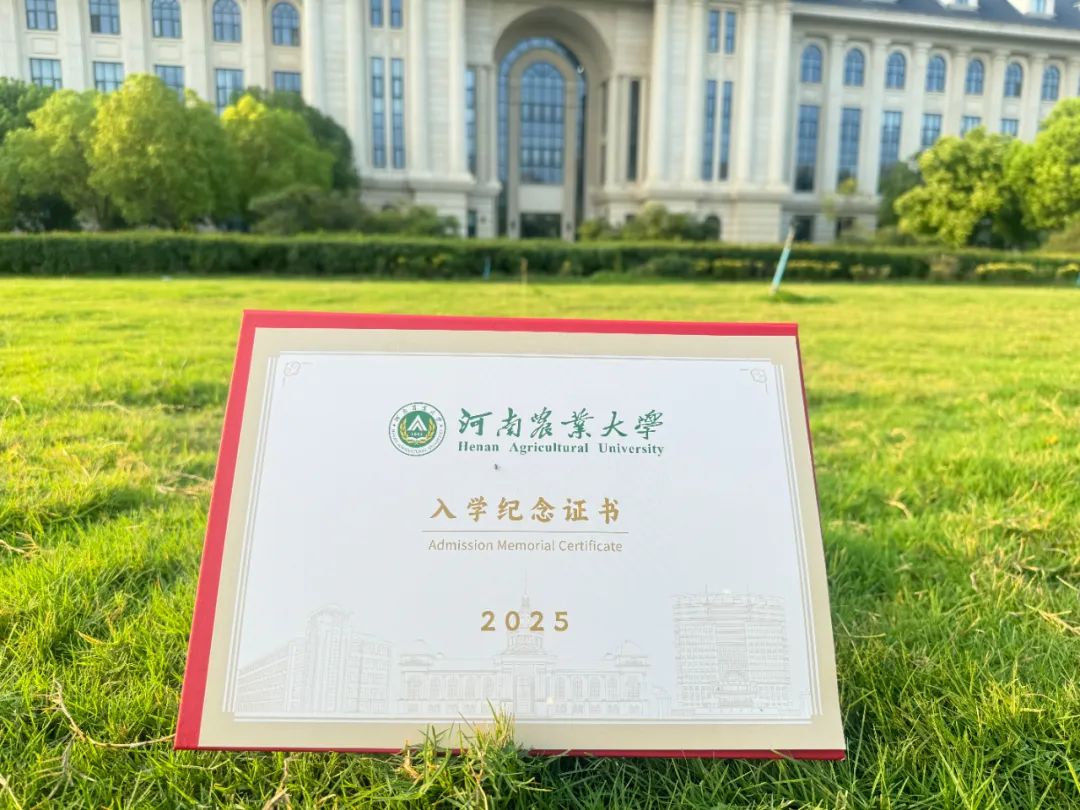 河南農業大學
Henan Agricultural University
入学纪念证书
Admission Memorial Certificate
2025